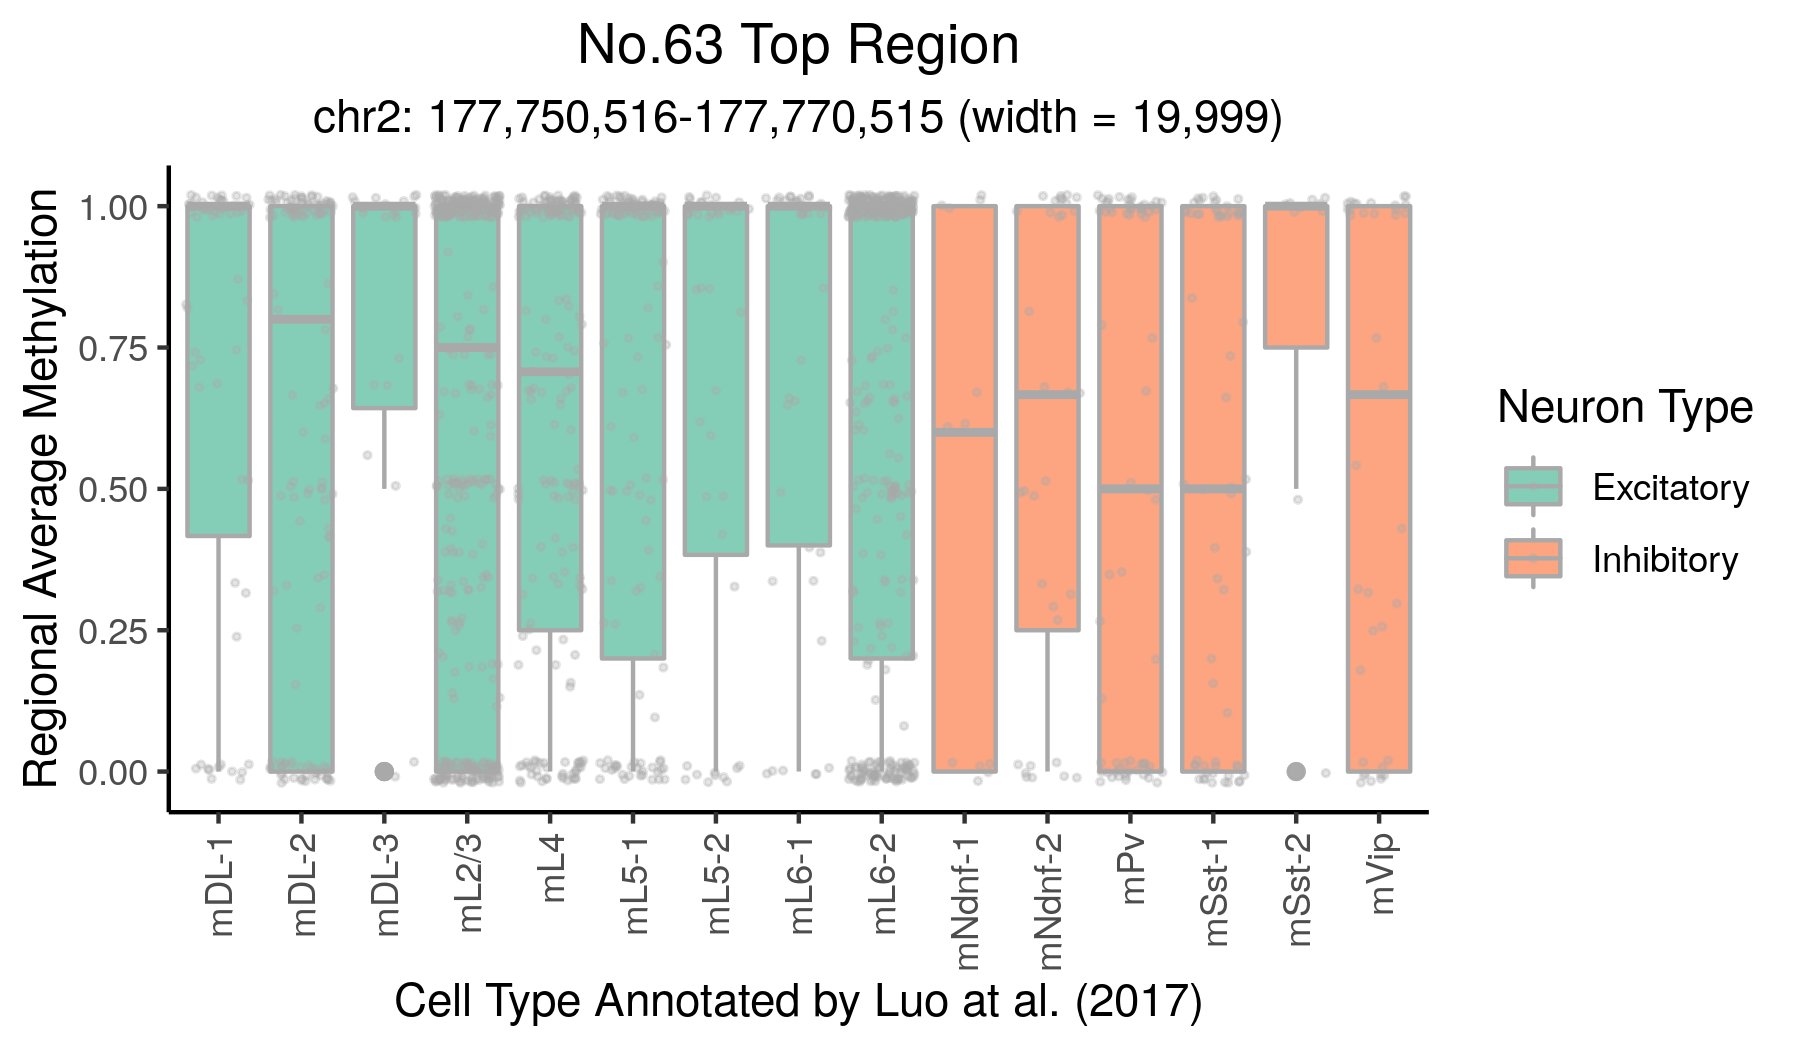 No.63 Top Region
chr2: 177,750,516-177,770,515 (width = 19,999)
Regional Average Methylation
1.00
0.75
0.50
0.25
0.00
mDL-1
mDL-2
mDL-3
mL2/3
mL4
mL5-1
mL5-2
mL6-1
mL6-2
mNdnf-1
mNdnf-2
mPv
mSst-1
mSst-2
mVip
Cell Type Annotated by Luo at al. (2017)
Neuron Type
Excitatory
Inhibitory